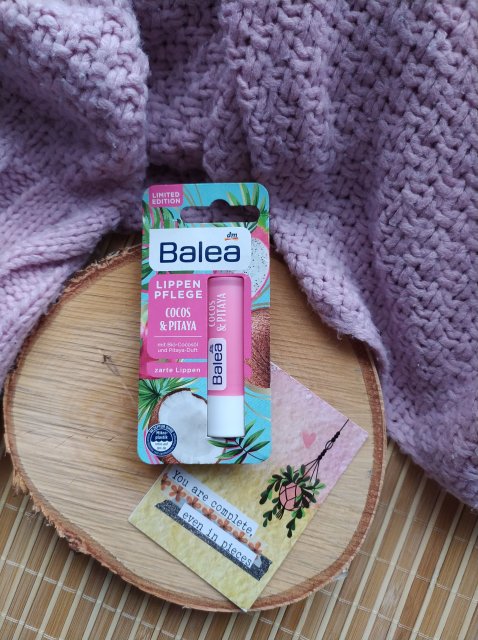 LIMITED
EDITION
dm
Balea
LIPPEN
PFLEGE
COCOS
& PITAYA
mit Bio-Cocosöl
und Pitaya-Duft
zarte Lippen
COCOS
& PITAYA
Balea
You are complete,
even in pieces